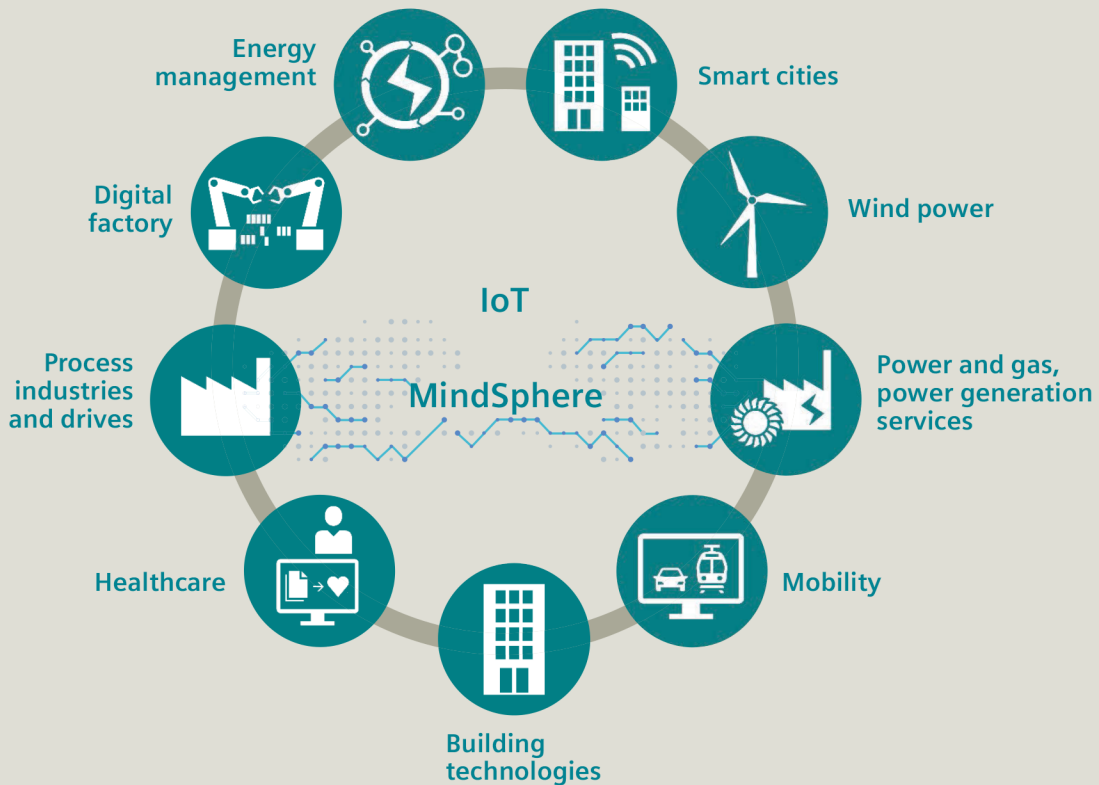 Energy
management
Smart cities
Digital
factory
Wind power
IoT
MindSphere
Process
industries
and drives
Power and gas,
power generation
services
Healthcare
Mobility
Building
technologies